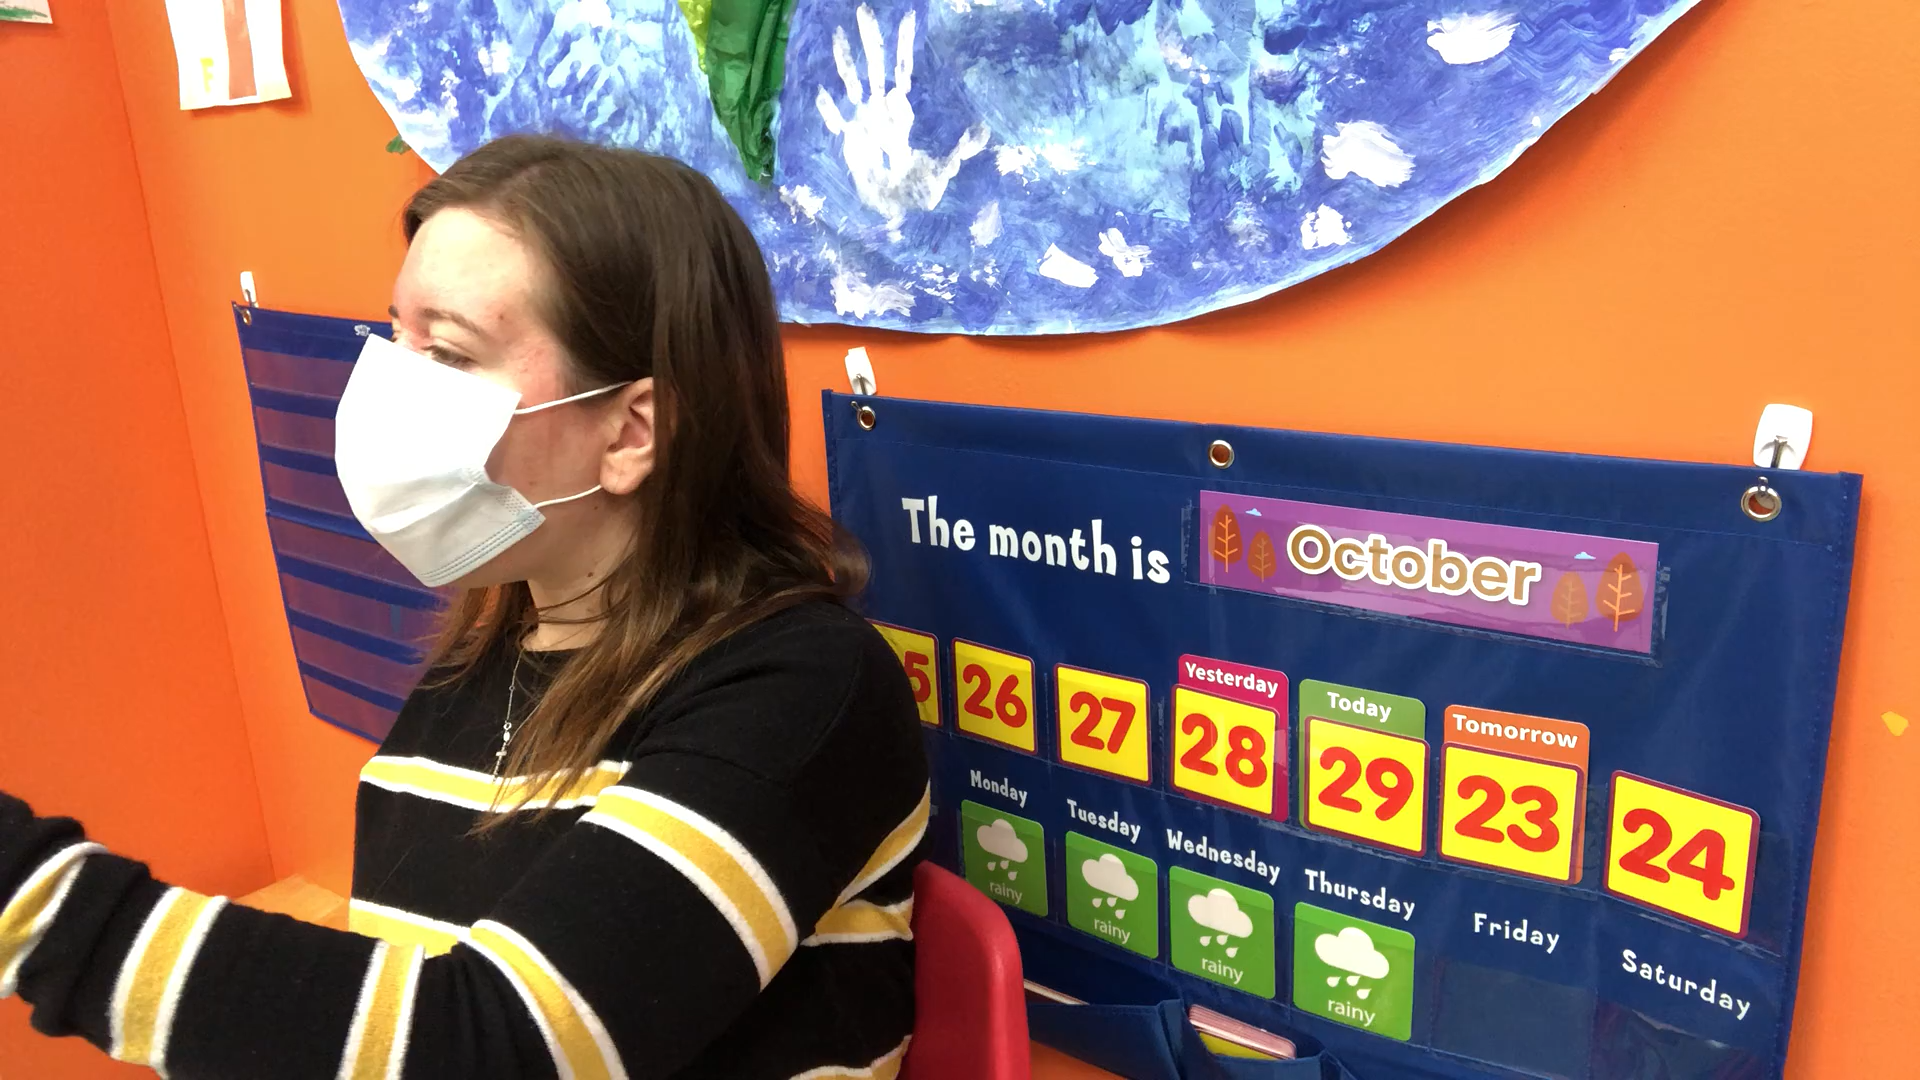 The month is October
5 26 27 28 29 23 24
Yesterday Today Tomorrow
Monday Tuesday Wednesday Thursday Friday Saturday
rainy rainy rainy rainy